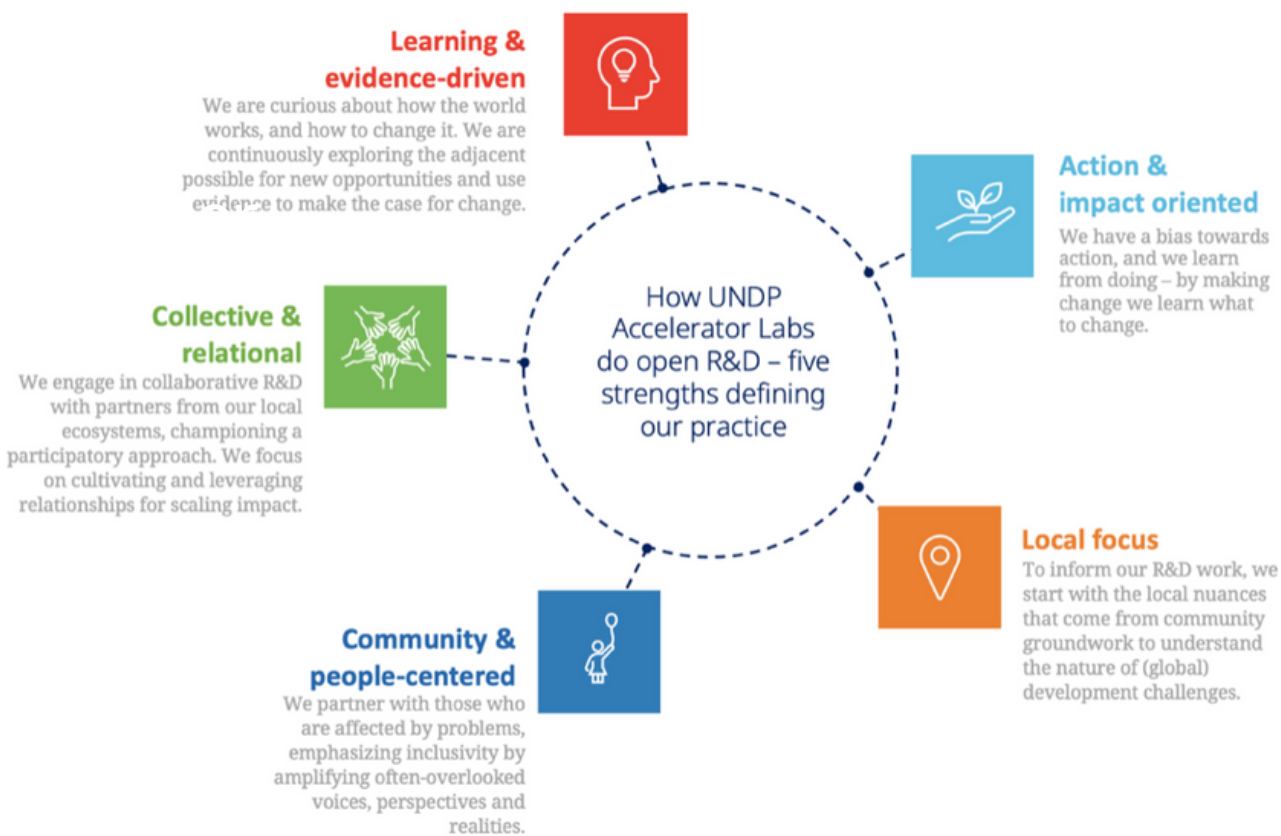 Learning &
evidence-driven
We are curious about how the world
works, and how to change it. We are
continuously exploring the adjacent
possible for new opportunities and use
evidence to make the case for change.
Action &
impact oriented
We have a bias towards
action, and we learn
from doing – by making
change we learn what
to change.
How UNDP
Accelerator Labs
do open R&D – five
strengths defining
our practice
Collective &
relational
We engage in collaborative R&D
with partners from our local
ecosystems, championing a
participatory approach. We focus
on cultivating and leveraging
relationships for scaling impact.
Local focus
To inform our R&D work, we
start with the local nuances
that come from community
groundwork to understand
the nature of (global)
development challenges.
Community &
people-centered
We partner with those who
are affected by problems,
emphasizing inclusivity by
amplifying often-overlooked
voices, perspectives and
realities.